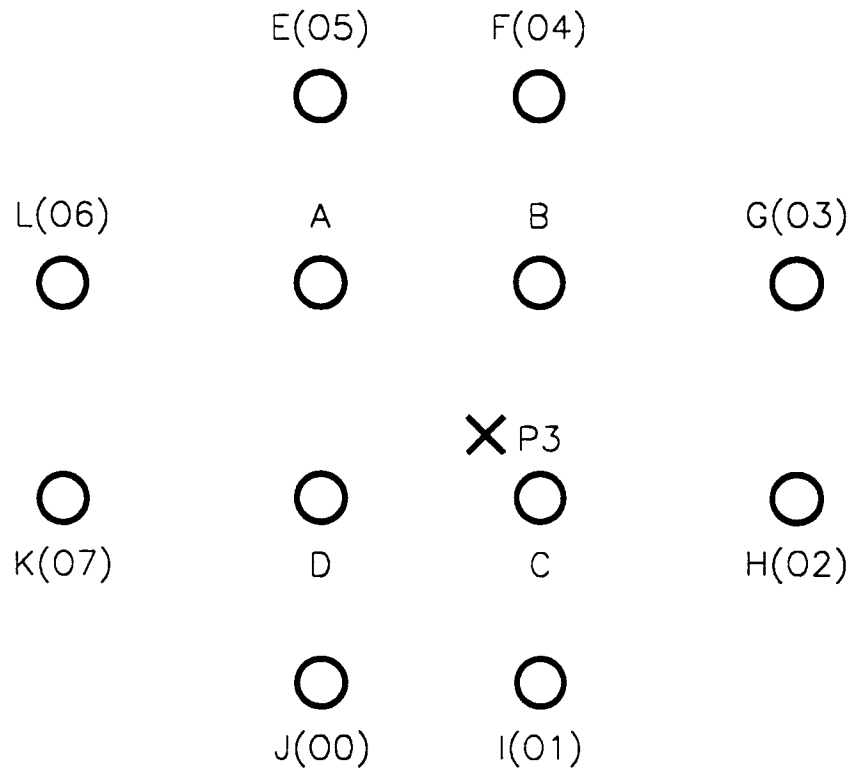 E(05) F(04)
L(06) A B G(03)
P3
K(07) D C H(02)
J(00) I(01)